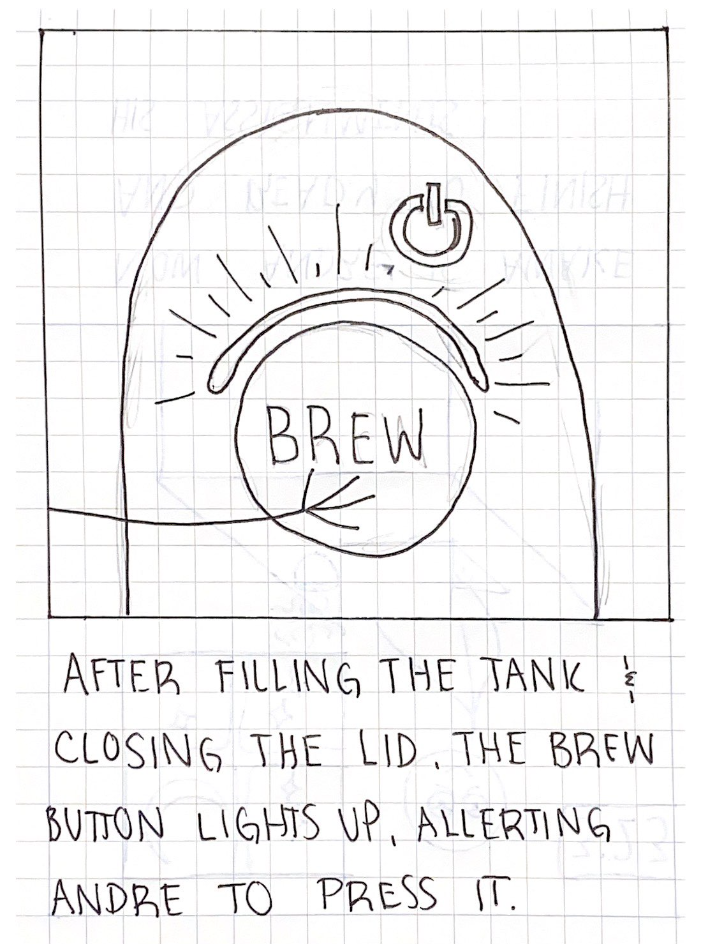 BREW
AFTER FILLING THE TANK &
CLOSING THE LID, THE BREW
BUTTON LIGHTS UP, ALLERTING
ANDRE TO PRESS IT.